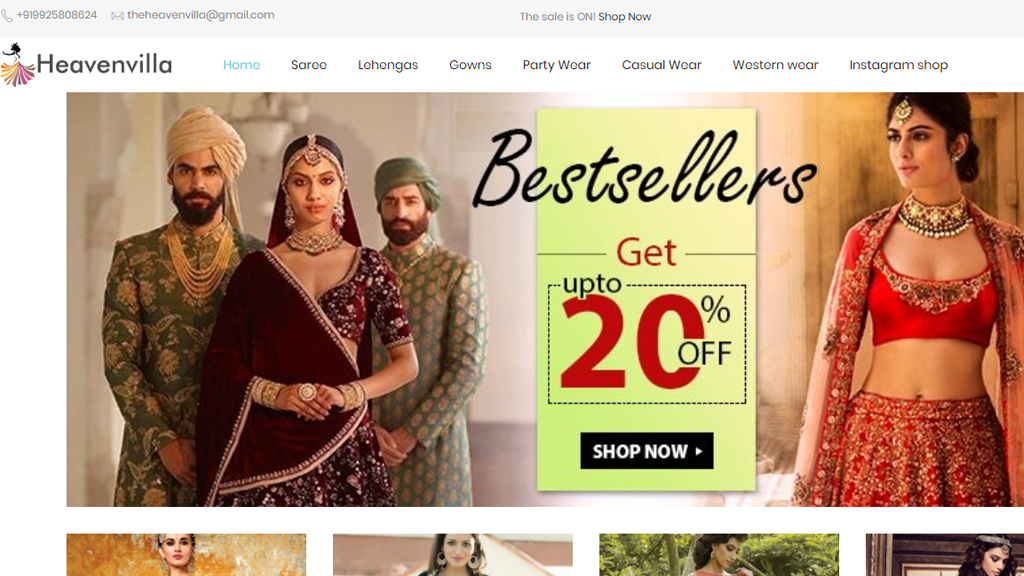 +919925808624 theheavenvilla@gmail.com The sale is ON! Shop Now
Heavenvilla Home Saree Lehengas Gowns Party Wear Casual Wear Western wear Instagram shop
Bestsellers
Get
upto
20%
OFF
SHOP NOW